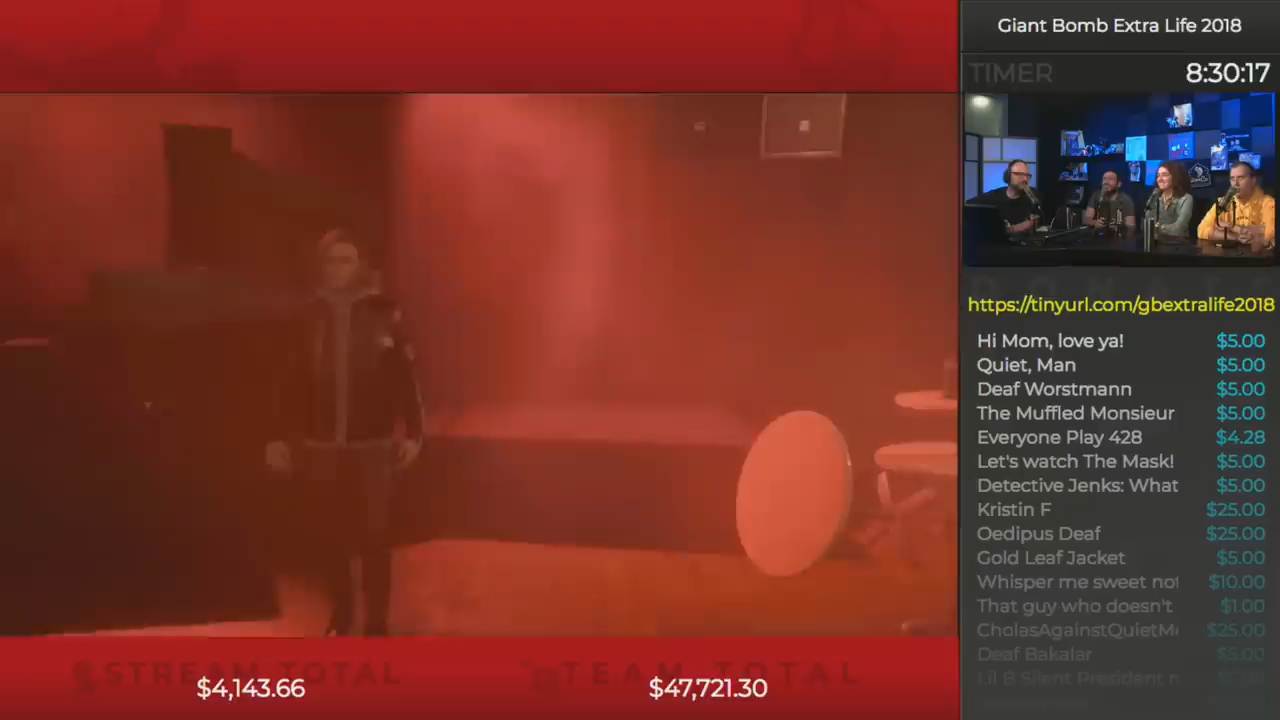 Giant Bomb Extra Life 2018
TIMER
8:30:17
DONATE
https://tinyurl.com/gbextralife2018
Hi Mom, love ya! $5.00
Quiet, Man $5.00
Deaf Worstmann $5.00
The Muffled Monsieur $5.00
Everyone Play 428 $4.28
Let's watch The Mask! $5.00
Detective Jenks: What $5.00
Kristin F $25.00
Oedipus Deaf $25.00
Gold Leaf Jacket $5.00
Whisper me sweet not $10.00
That guy who doesn't $1.00
CholasAgainstQuietM $25.00
Deaf Bakalar $5.00
Lil B Silent President
STREAM TOTAL
$4,143.66
TEAM TOTAL
$47,721.30